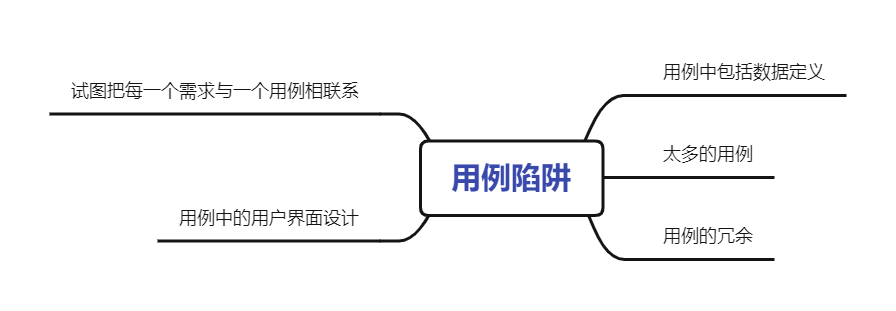 试图把每一个需求与一个用例相联系
用例中包括数据定义
太多的用例
用例陷阱
用例中的用户界面设计
用例的冗余